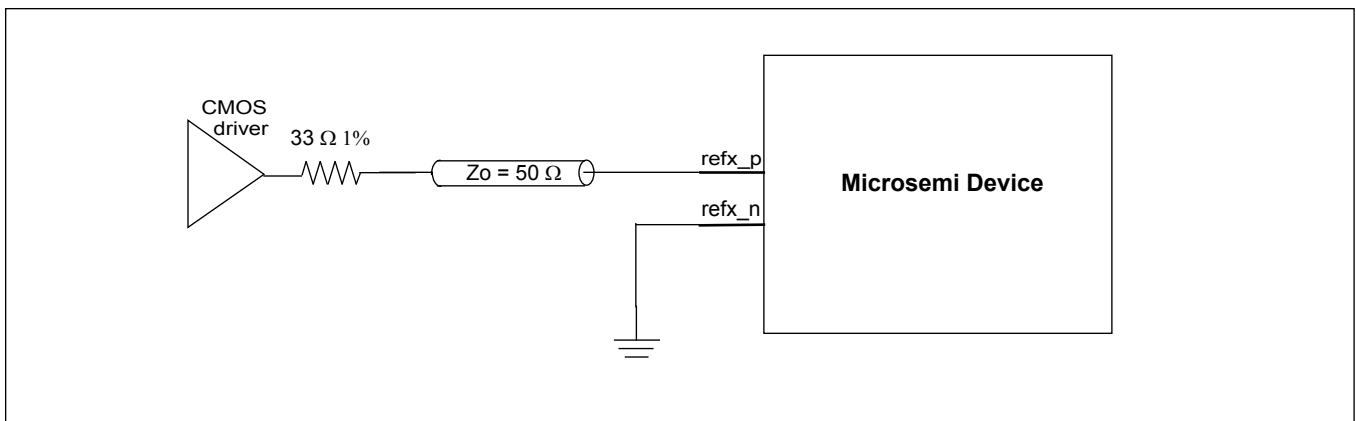 CMOS
driver
33 Ω 1%
Zo = 50 Ω
refx_p
refx_n
Microsemi Device